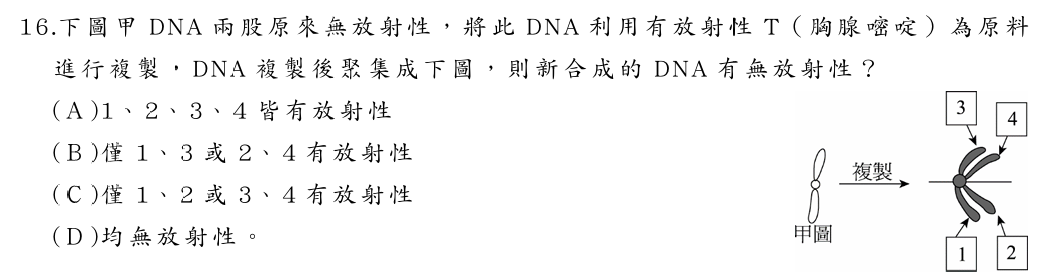 16.下圖甲 DNA 兩股原來無放射性，將此 DNA 利用有放射性 T（胸腺嘧啶）為原料
進行複製，DNA 複製後聚集成下圖，則新合成的 DNA 有無放射性？
(A)1、2、3、4 皆有放射性
(B)僅 1、3 或 2、4 有放射性
(C)僅 1、2 或 3、4 有放射性
(D)均無放射性。
3
4
複製
甲圖
1
2